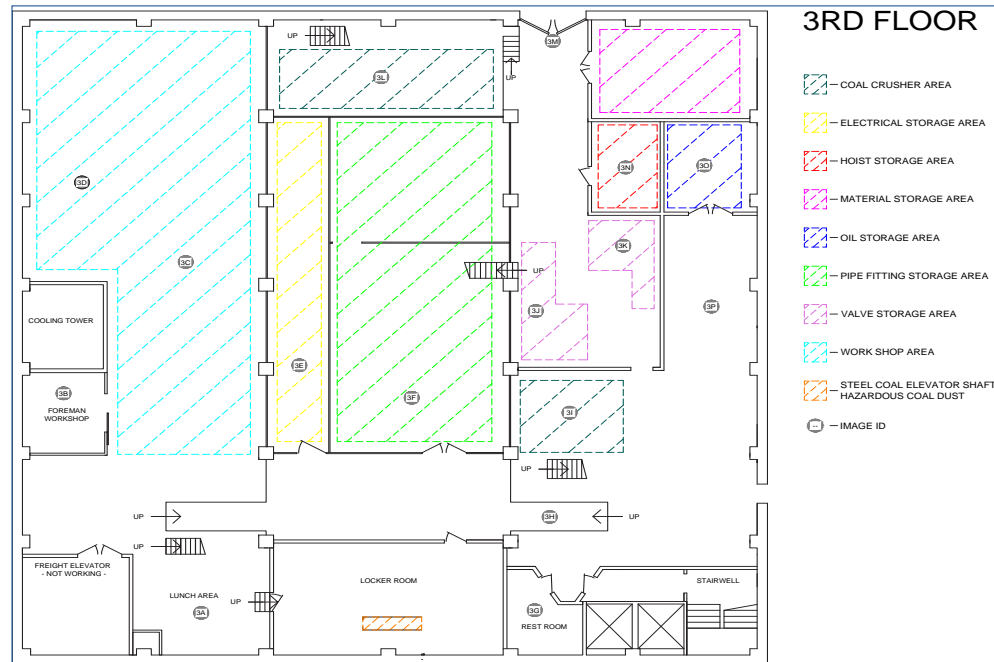 3RD FLOOR
UP
3L
UP
3M
COAL CRUSHER AREA
ELECTRICAL STORAGE AREA
HOIST STORAGE AREA
MATERIAL STORAGE AREA
OIL STORAGE AREA
PIPE FITTING STORAGE AREA
VALVE STORAGE AREA
WORK SHOP AREA
STEEL COAL ELEVATOR SHAFT
HAZARDOUS COAL DUST
--
IMAGE ID
3D
3N
3O
3C
3K
UP
3J
3P
COOLING TOWER
3E
3B
FOREMAN
WORKSHOP
3F
3I
UP
UP
3H
UP
UP
FREIGHT ELEVATOR
- NOT WORKING -
LUNCH AREA
3A
UP
LOCKER ROOM
3G
REST ROOM
STAIRWELL